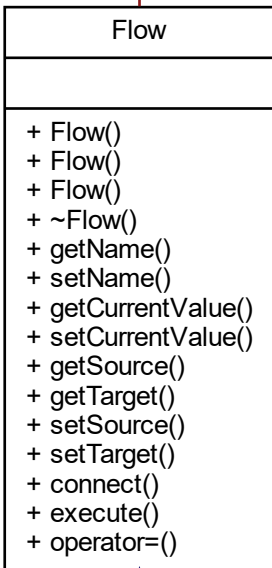 Flow
+ Flow()
+ Flow()
+ Flow()
+ ~Flow()
+ getName()
+ setName()
+ getCurrentValue()
+ setCurrentValue()
+ getSource()
+ getTarget()
+ setSource()
+ setTarget()
+ connect()
+ execute()
+ operator=()